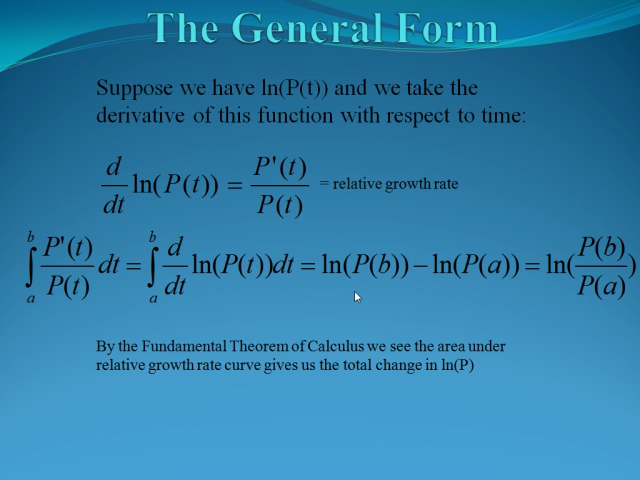 The General Form
Suppose we have ln(P(t)) and we take the
derivative of this function with respect to time:
d/dt ln( P(t)) = P'(t)/P(t) = relative growth rate
∫_a^b P'(t)/P(t) dt = ∫_a^b d/dt ln(P(t))dt = ln(P(b)) − ln(P(a)) = ln(P(b)/P(a))
By the Fundamental Theorem of Calculus we see the area under
relative growth rate curve gives us the total change in ln(P)